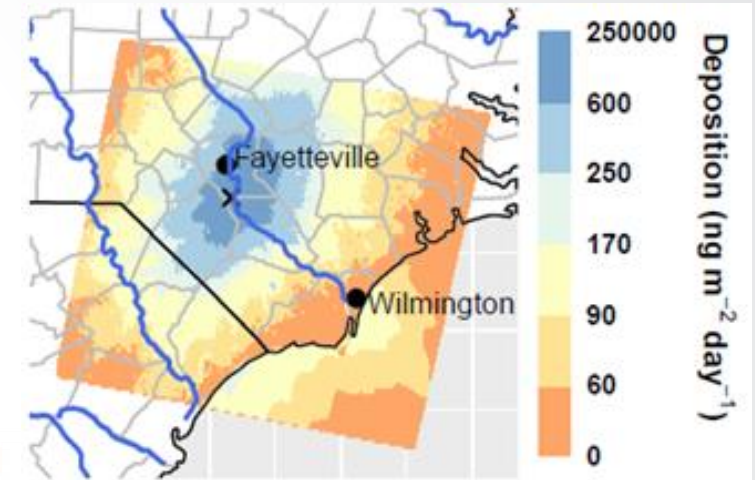 Fayetteville
Wilmington
250000
600
250
170
90
60
0
Deposition (ng m⁻² day⁻¹)